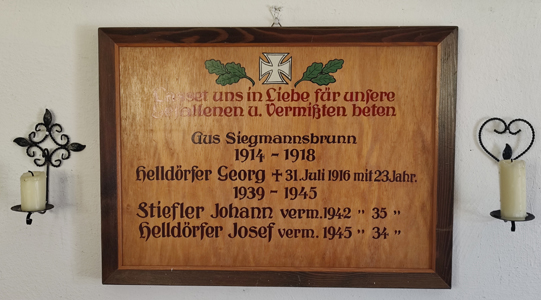 uns in Liebe für unsere
Gefallenen u. Vermißten beten
Aus Siegmannsbrunn
1914 - 1918
Helldörfer Georg ✝ 31. Juli 1916 mit 23 Jahr.
1939 - 1945
Stiefler Johann verm. 1942 " 35 "
Helldörfer Josef verm. 1945 " 34 "